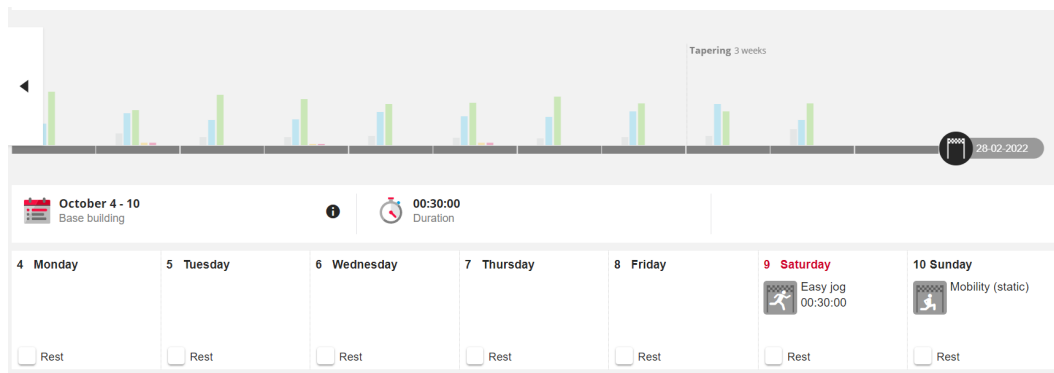 Tapering 3 weeks
28-02-2022
October 4 - 10
Base building
00:30:00
Duration
4 Monday
5 Tuesday
6 Wednesday
7 Thursday
8 Friday
9 Saturday
10 Sunday
Easy jog
00:30:00
Mobility (static)
Rest
Rest
Rest
Rest
Rest
Rest
Rest